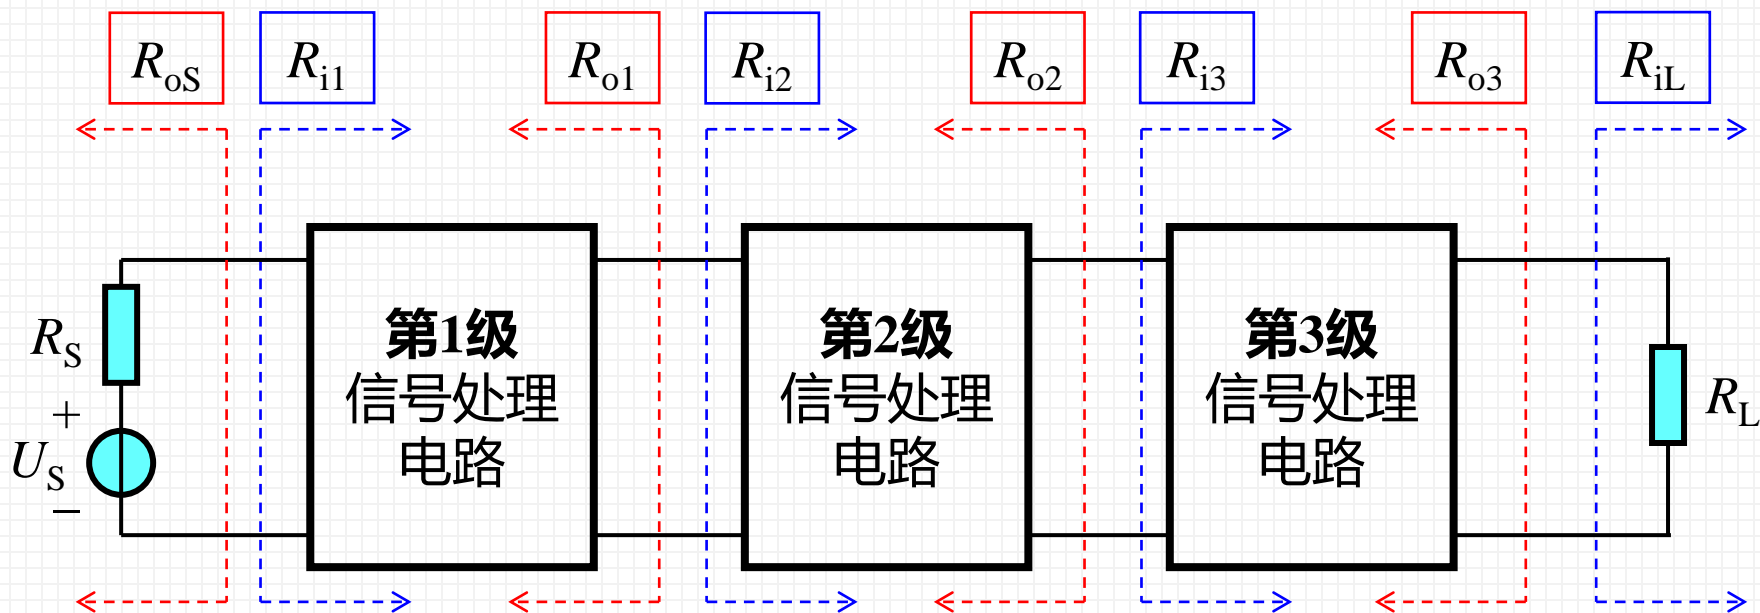 RoS Ri1 Ro1 Ri2 Ro2 Ri3 Ro3 RiL
RS
+
US
−
第1级
信号处理
电路
第2级
信号处理
电路
第3级
信号处理
电路
RL